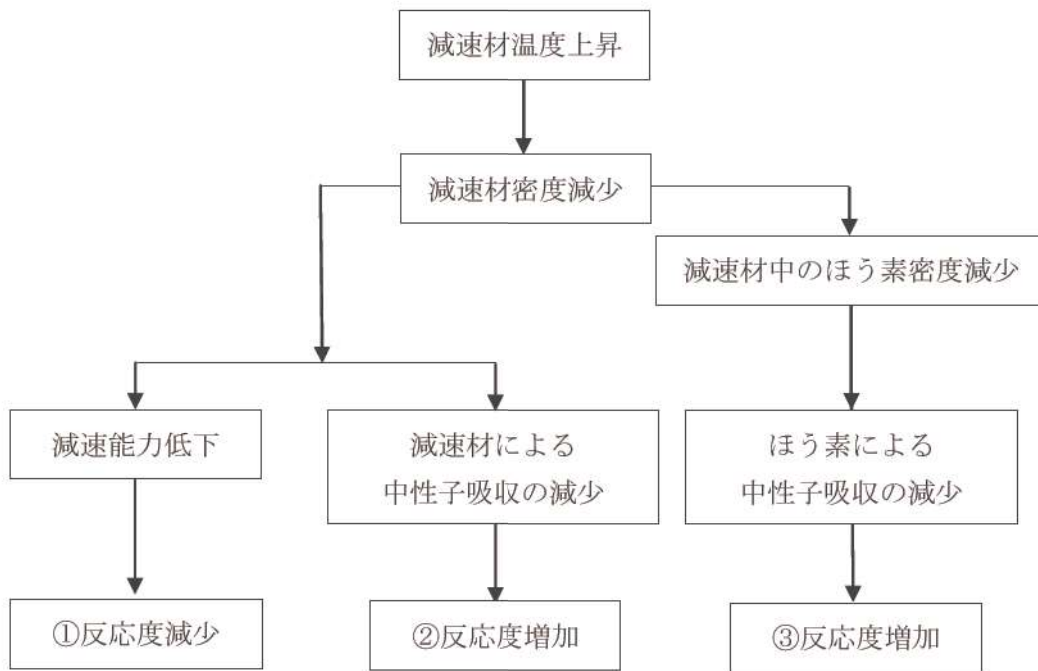 減速材温度上昇
減速材密度減少
減速材中のほう素密度減少
減速能力低下
減速材による
中性子吸収の減少
ほう素による
中性子吸収の減少
①反応度減少
②反応度増加
③反応度増加